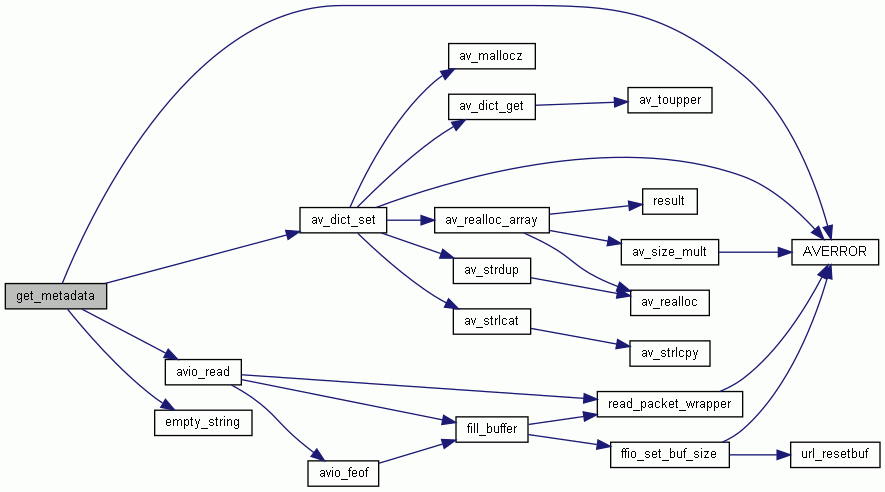 av_mallocz
av_dict_get
av_toupper
result
av_dict_set
av_realloc_array
av_size_mult
AVERROR
av_strdup
get_metadata
av_realloc
av_strlcat
av_strlcpy
avio_read
read_packet_wrapper
empty_string
fill_buffer
ffio_set_buf_size
url_resetbuf
avio_feof